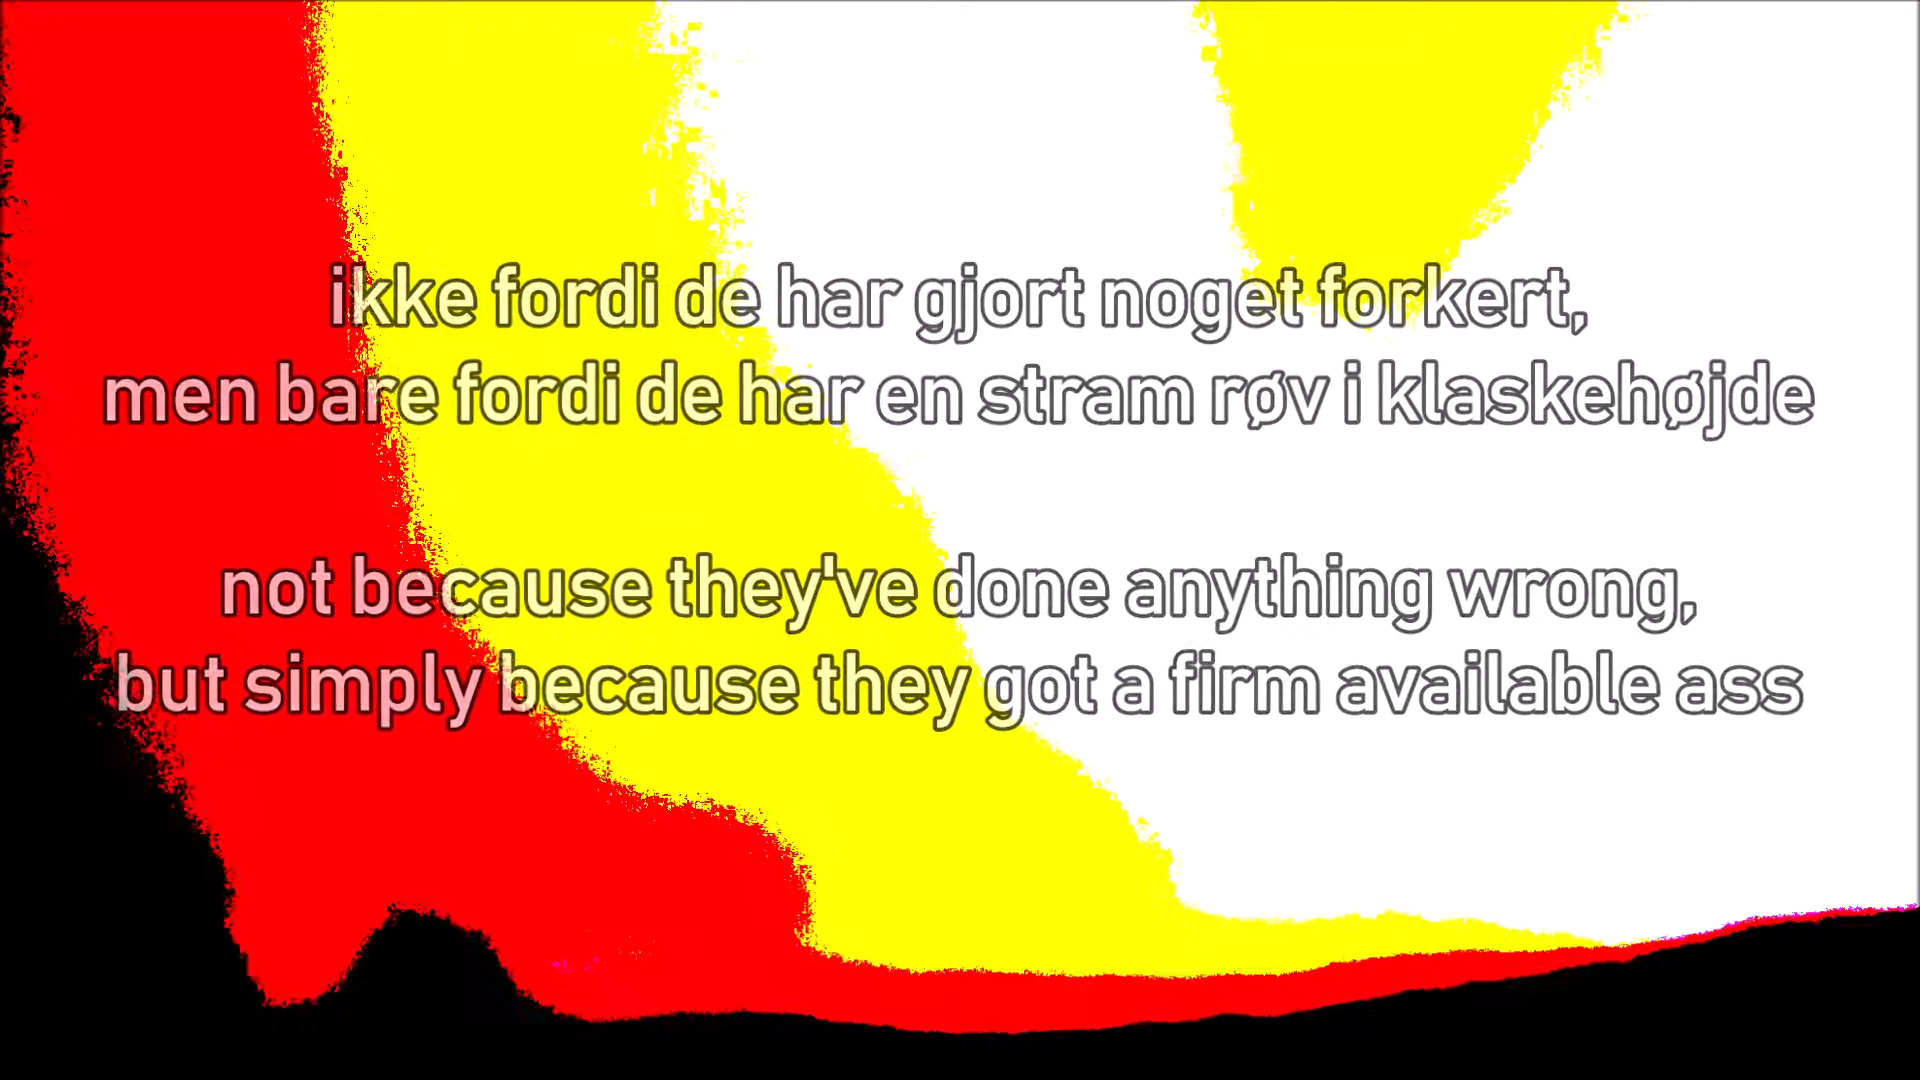 ikke fordi de har gjort noget forkert,
men bare fordi de har en stram røv i klaskehøjde
not because they've done anything wrong,
but simply because they got a firm available ass